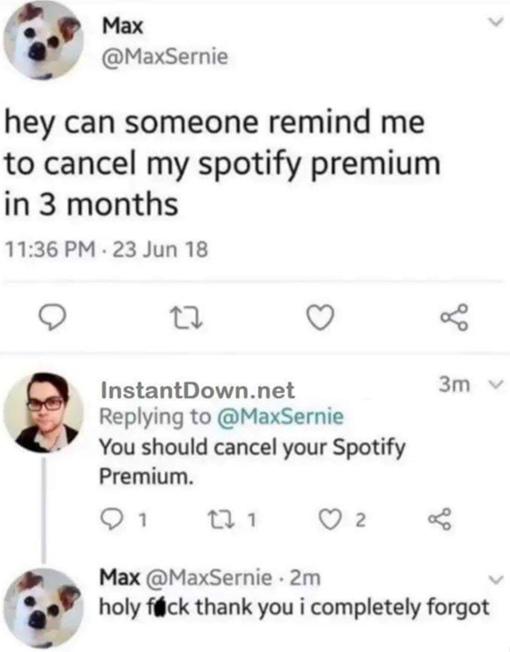 Max
@MaxSernie
hey can someone remind me
to cancel my spotify premium
in 3 months
11:36 PM · 23 Jun 18
InstantDown.net
3m
Replying to @MaxSernie
You should cancel your Spotify
Premium.
1 1 2
Max @MaxSernie · 2m
holy f*ck thank you i completely forgot